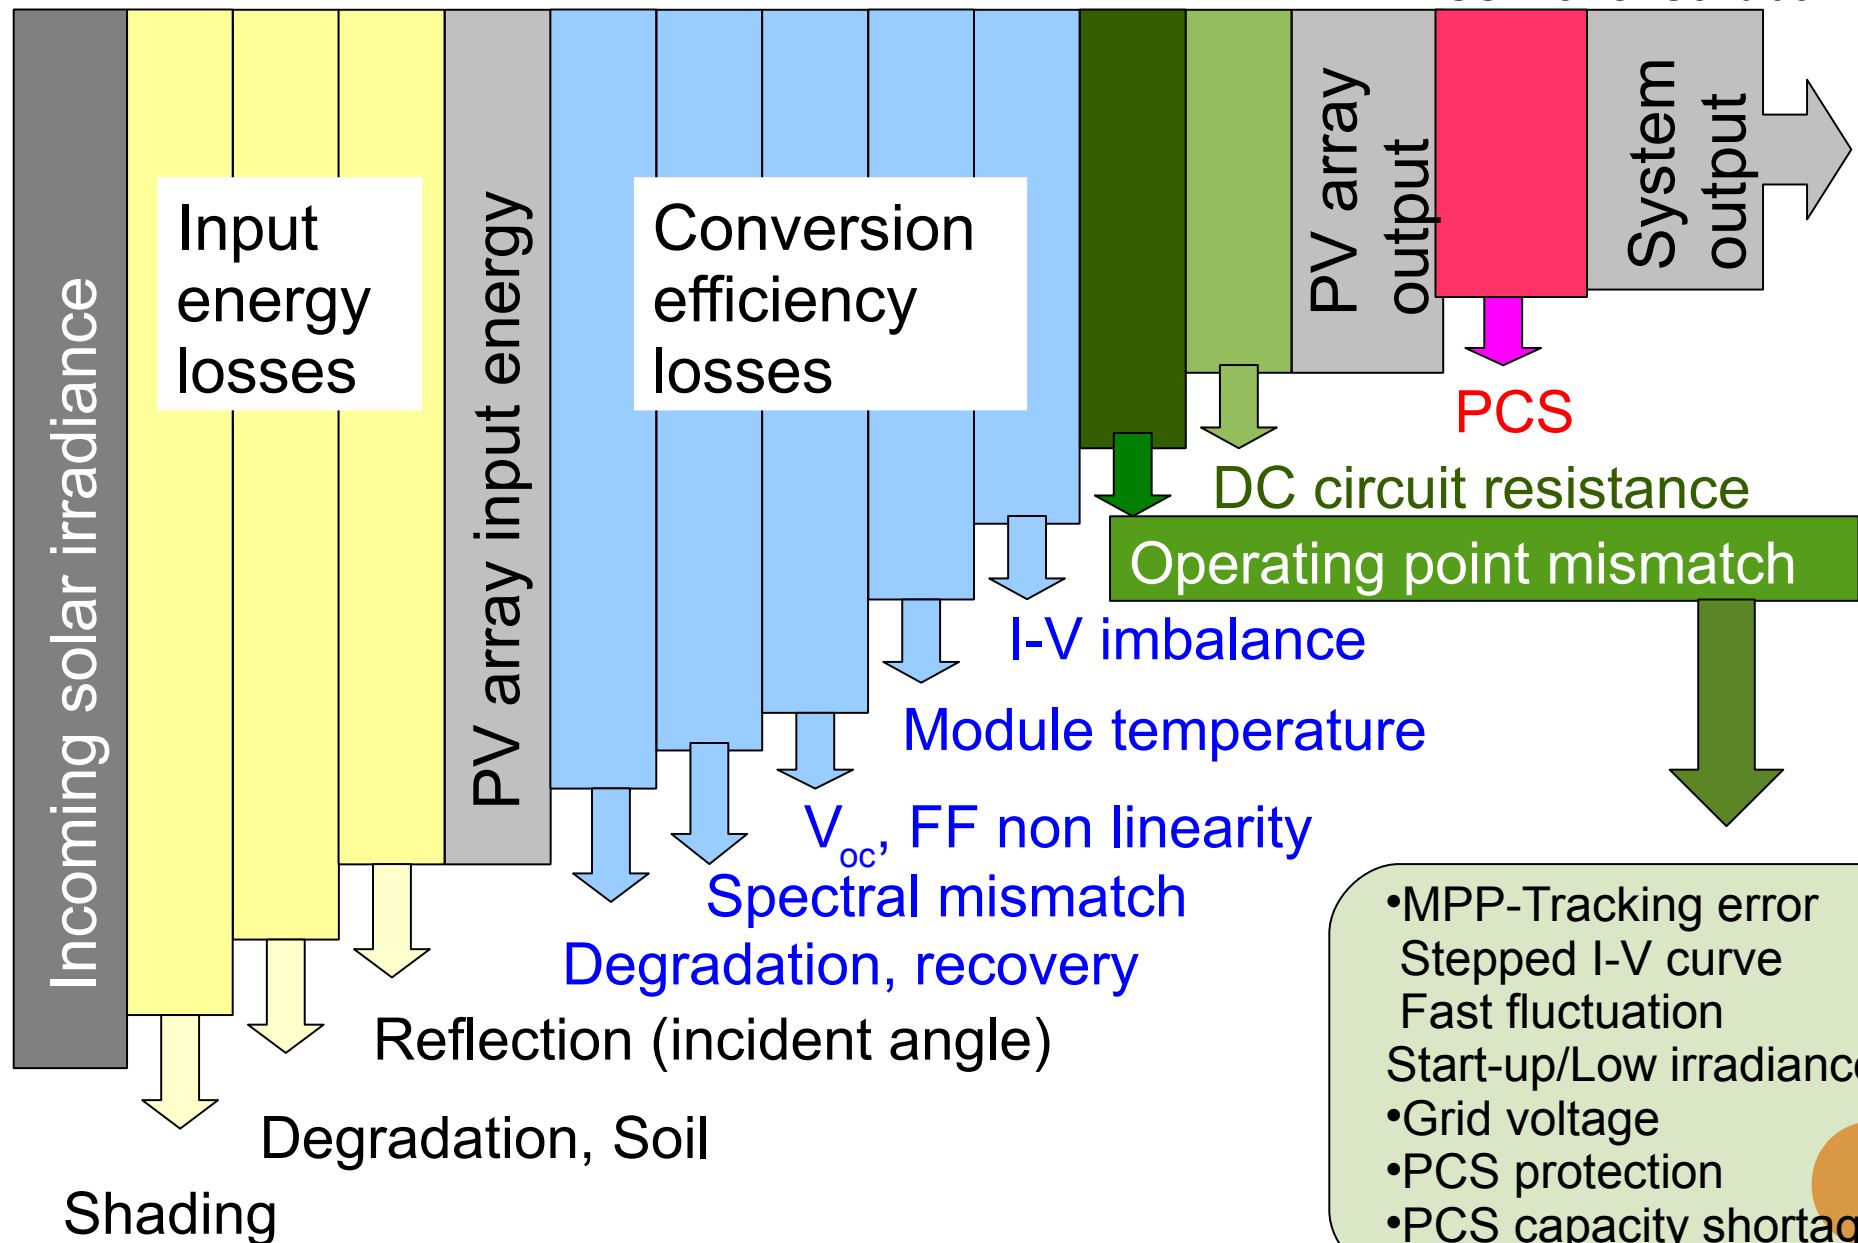 Incoming solar irradiance
Input
energy
losses
PV array input energy
Conversion
efficiency
losses
PV array
output
System
output
PCS
DC circuit resistance
Operating point mismatch
I-V imbalance
Module temperature
Voc, FF non linearity
Spectral mismatch
Degradation, recovery
Reflection (incident angle)
Degradation, Soil
Shading
•MPP-Tracking error
Stepped I-V curve
Fast fluctuation
Start-up/Low irradiance
•Grid voltage
•PCS protection
•PCS capacity shortag